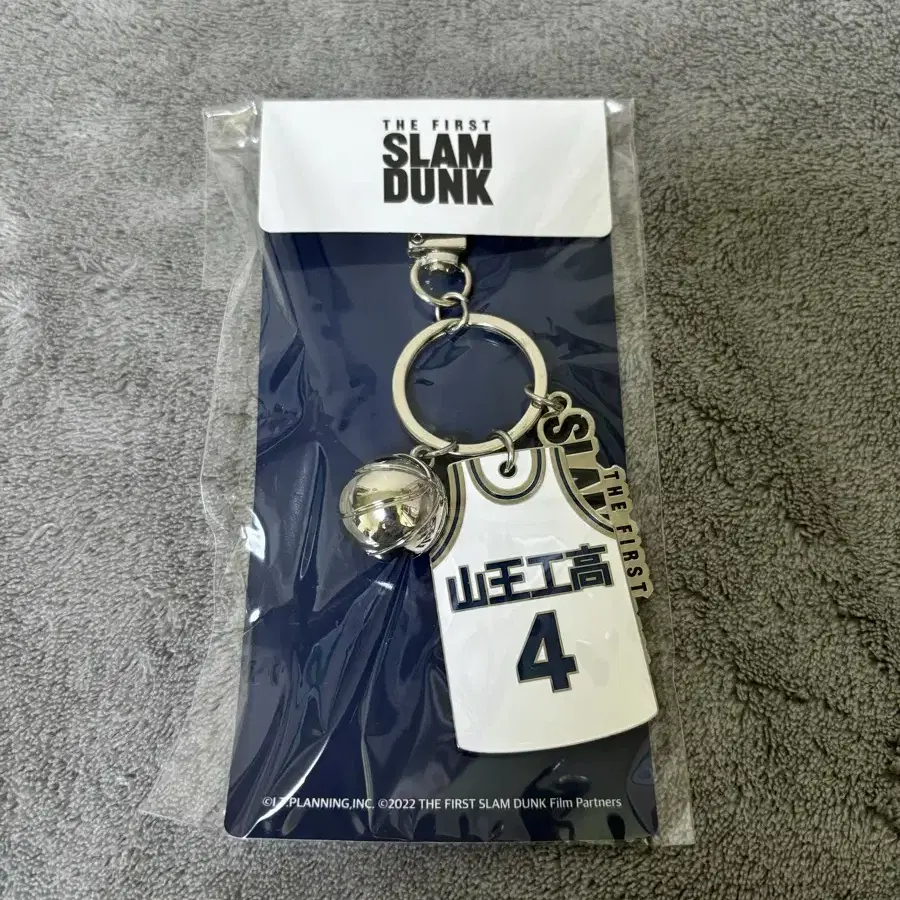 THE FIRST
SLAM
DUNK
SLAM
THE FIRST
山王工高
4
©I.T.PLANNING,INC. ©2022 THE FIRST SLAM DUNK Film Partners